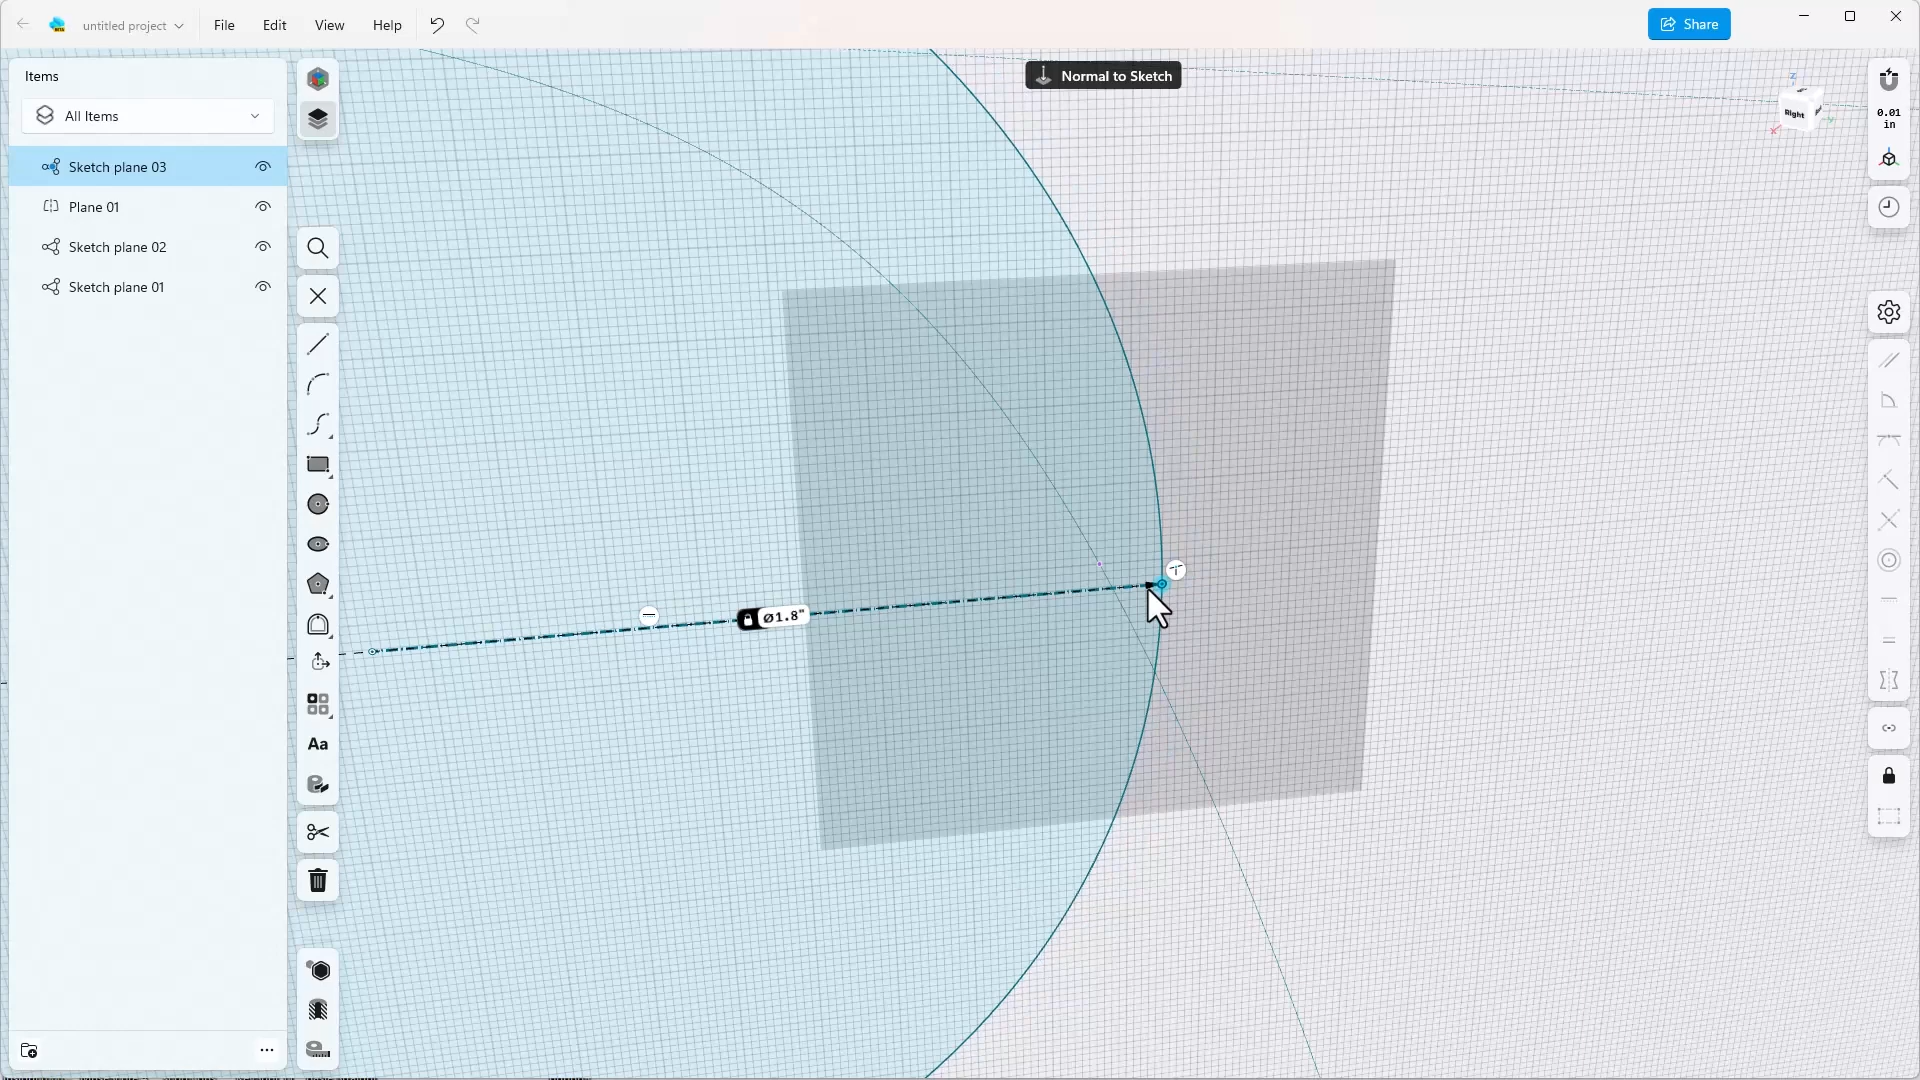 untitled project
File
Edit
View
Help
Share
Items
All Items
Sketch plane 03
Plane 01
Sketch plane 02
Sketch plane 01
Normal to Sketch
Right
z
x
y
0.01
in
ø1.8"
Aa